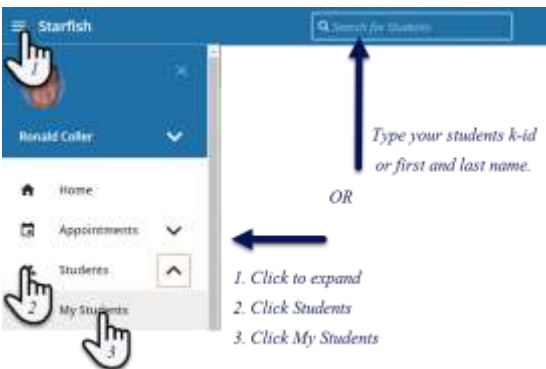 Starfish
Search for Students
1
Ronald Coller
Type your students k-id
or first and last name.
Home
OR
Appointments
Students
1. Click to expand
2
My Students
2. Click Students
3
3. Click My Students